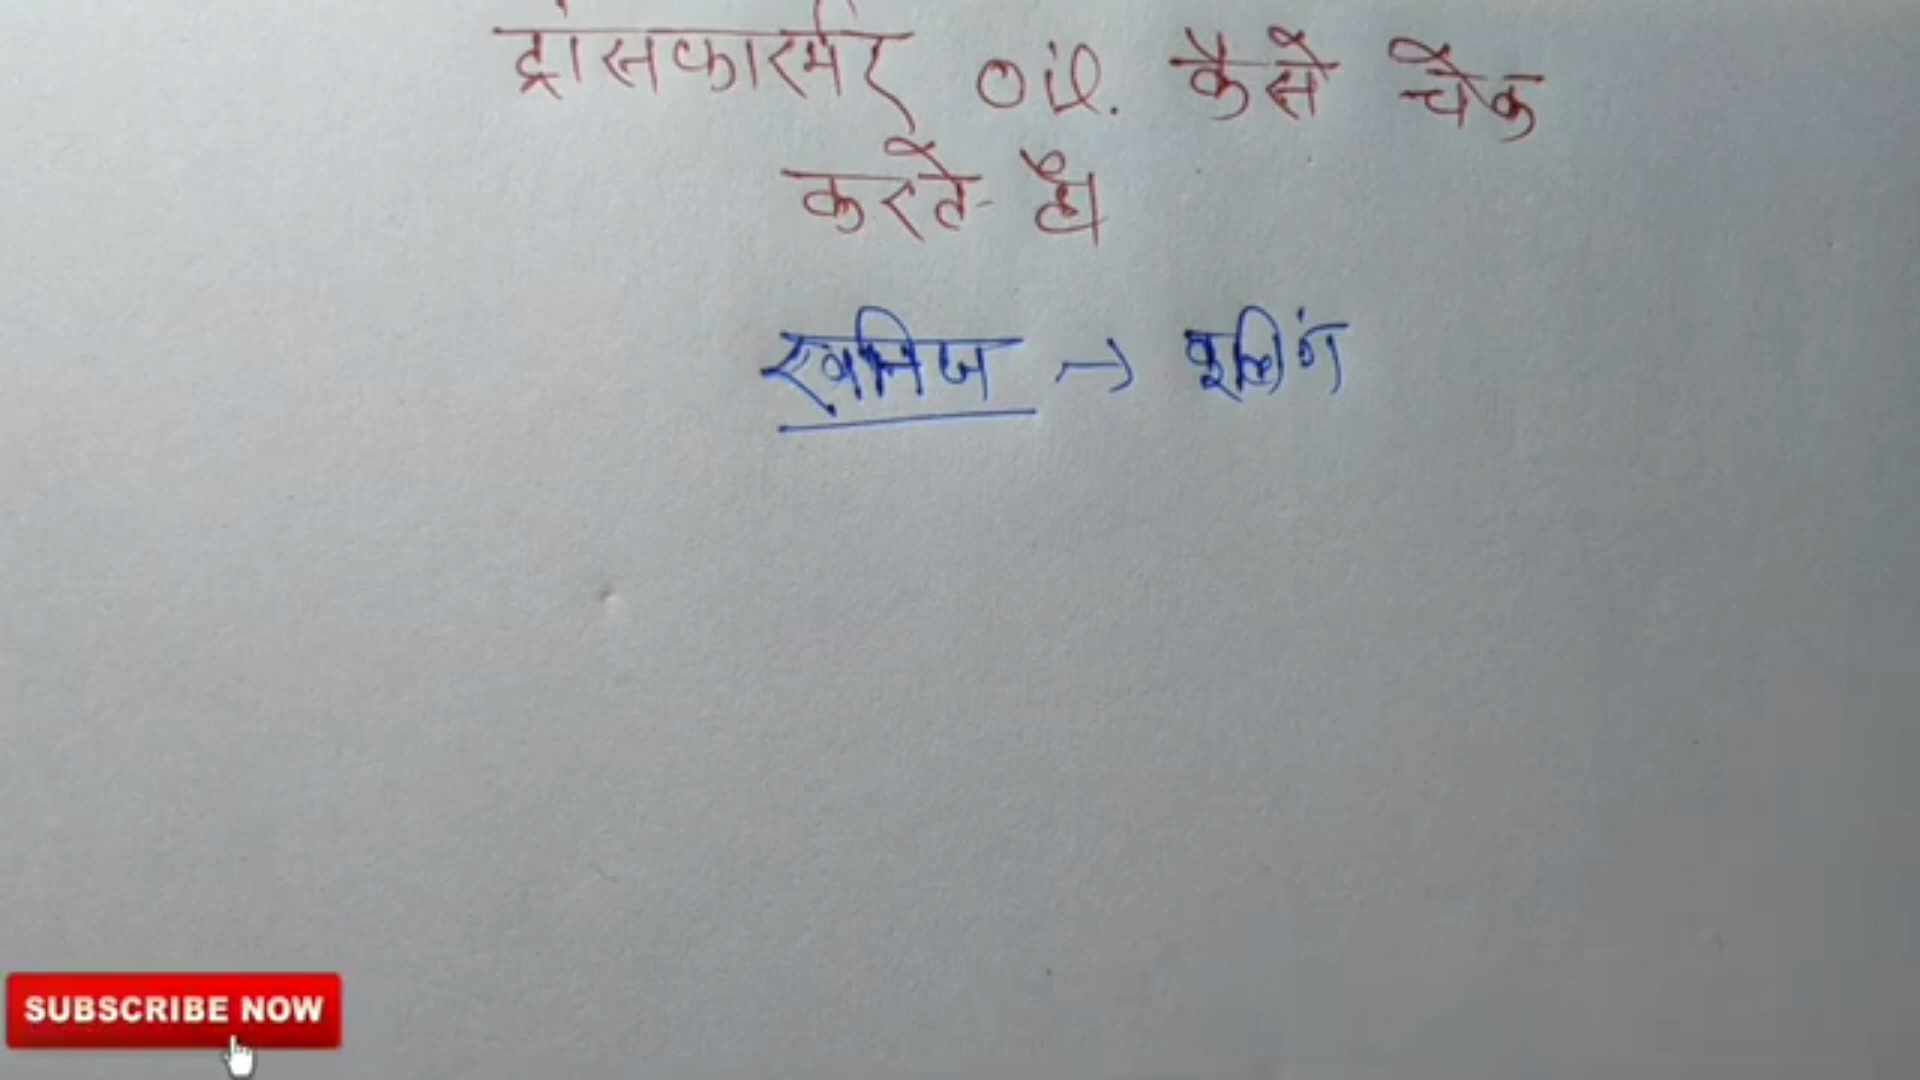 ट्रांसफार्मर oil. कैसे चेक
करते है।
खनिज → कुलिंग
SUBSCRIBE NOW